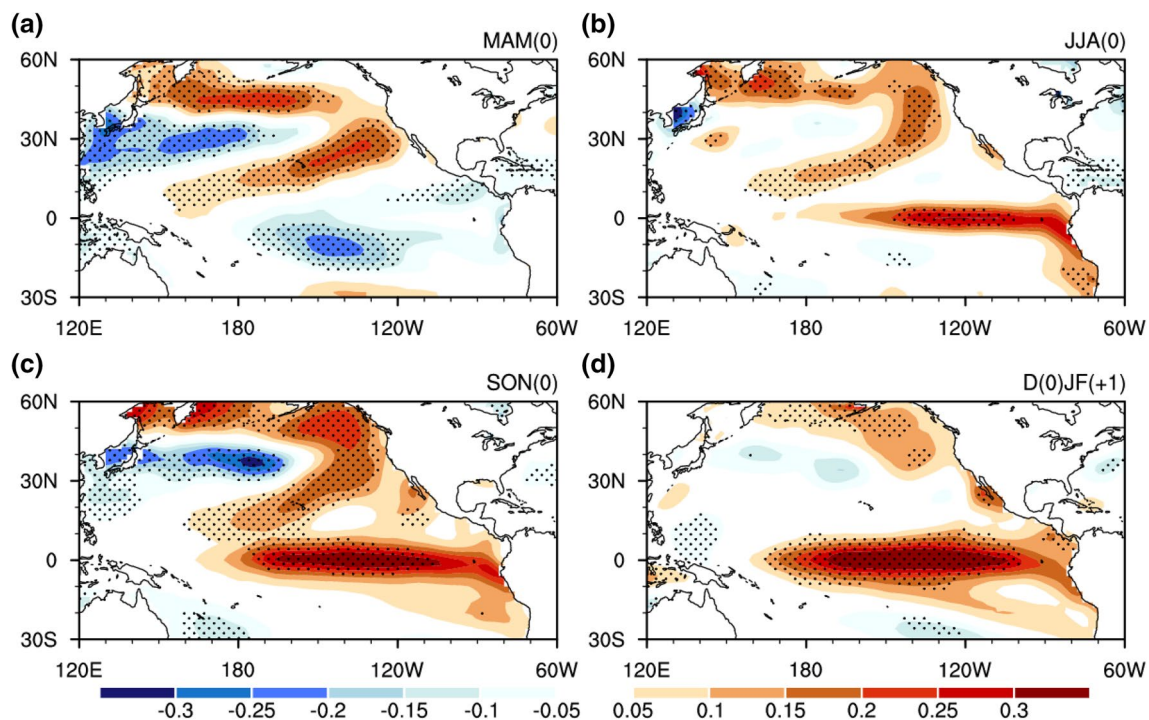 (a) MAM(0)
(b) JJA(0)
60N
30N
0
30S
120E 180 120W 60W
60N
30N
0
30S
120E 180 120W 60W
(c) SON(0)
(d) D(0)JF(+1)
60N
30N
0
30S
120E 180 120W 60W
60N
30N
0
30S
120E 180 120W 60W
-0.3 -0.25 -0.2 -0.15 -0.1 -0.05 0.05 0.1 0.15 0.2 0.25 0.3